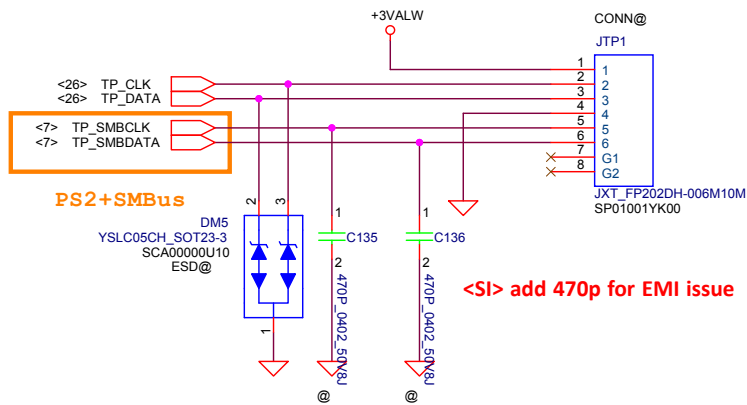 +3VALW
CONN@
JTP1
<26> TP_CLK
<26> TP_DATA
<7> TP_SMBCLK
<7> TP_SMBDATA
1
2
3
4
5
6
7
8
1
2
3
4
5
6
G1
G2
JXT_FP202DH-006M10M
SP01001YK00
PS2+SMBus
2
3
DM5
YSLC05CH_SOT23-3
SCA00000U10
ESD@
1
1
C135
2
470P_0402_50V8J
@
1
C136
2
470P_0402_50V8J
@
<SI> add 470p for EMI issue